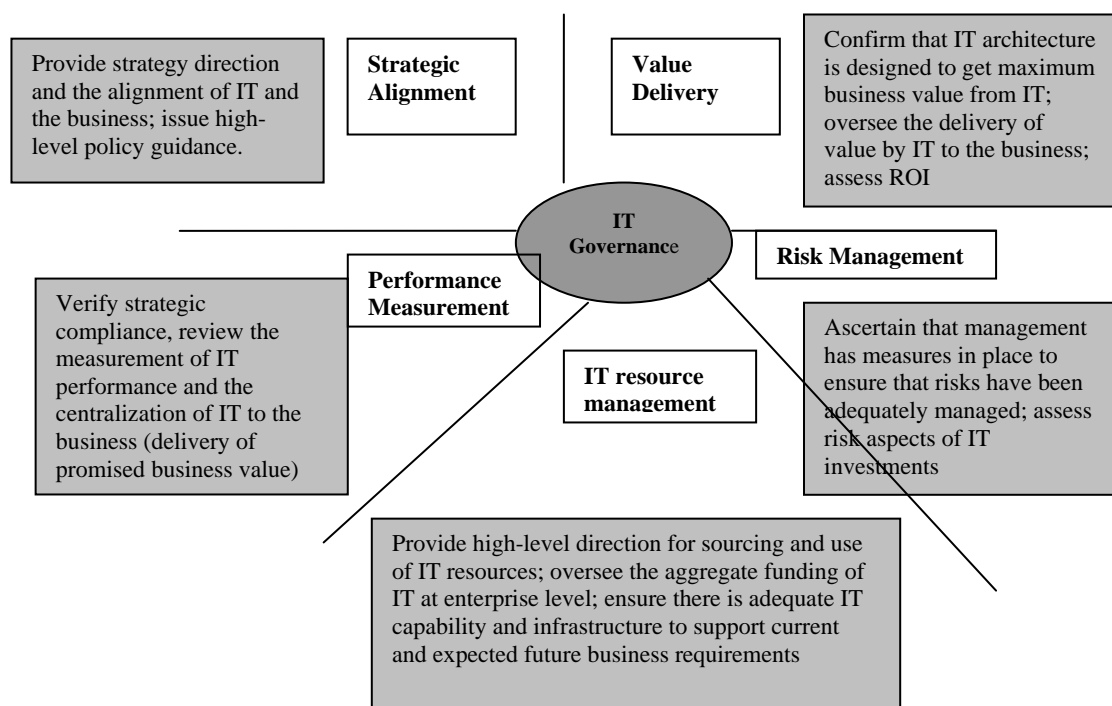 Provide strategy direction
and the alignment of IT and
the business; issue high-
level policy guidance.
Strategic
Alignment
Value
Delivery
Confirm that IT architecture
is designed to get maximum
business value from IT;
oversee the delivery of
value by IT to the business;
assess ROI
IT
Governance
Performance
Measurement
Risk Management
Verify strategic
compliance, review the
measurement of IT
performance and the
centralization of IT to the
business (delivery of
promised business value)
IT resource
management
Ascertain that management
has measures in place to
ensure that risks have been
adequately managed; assess
risk aspects of IT
investments
Provide high-level direction for sourcing and use
of IT resources; oversee the aggregate funding of
IT at enterprise level; ensure there is adequate IT
capability and infrastructure to support current
and expected future business requirements